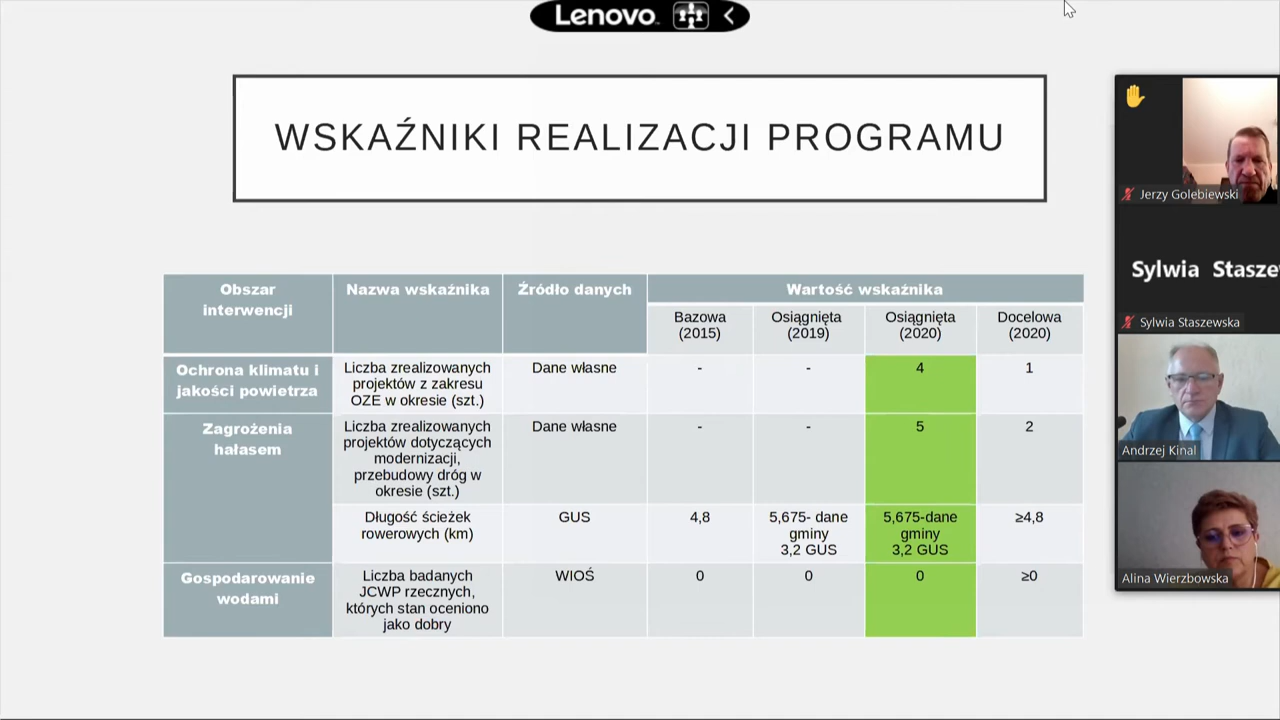 Lenovo
WSKAŹNIKI REALIZACJI PROGRAMU
Obszar
interwencji
Nazwa wskaźnika
Źródło danych
Wartość wskaźnika
Bazowa
(2015)
Osiągnięta
(2019)
Osiągnięta
(2020)
Docelowa
(2020)
Ochrona klimatu i
jakości powietrza
Liczba zrealizowanych
projektów z zakresu
OZE w okresie (szt.)
Dane własne
-
-
4
1
Zagrożenia
hałasem
Liczba zrealizowanych
projektów dotyczących
modernizacji,
przebudowy dróg w
okresie (szt.)
Dane własne
-
-
5
2
Długość ścieżek
rowerowych (km)
GUS
4,8
5,675- dane
gminy
3,2 GUS
5,675-dane
gminy
3,2 GUS
≥4,8
Gospodarowanie
wodami
Liczba badanych
JCWP rzecznych,
których stan oceniono
jako dobry
WIOŚ
0
0
0
≥0
Jerzy Golebiewski
Sylwia Stasze
Sylwia Staszewska
Andrzej Kinal
Alina Wierzbowska